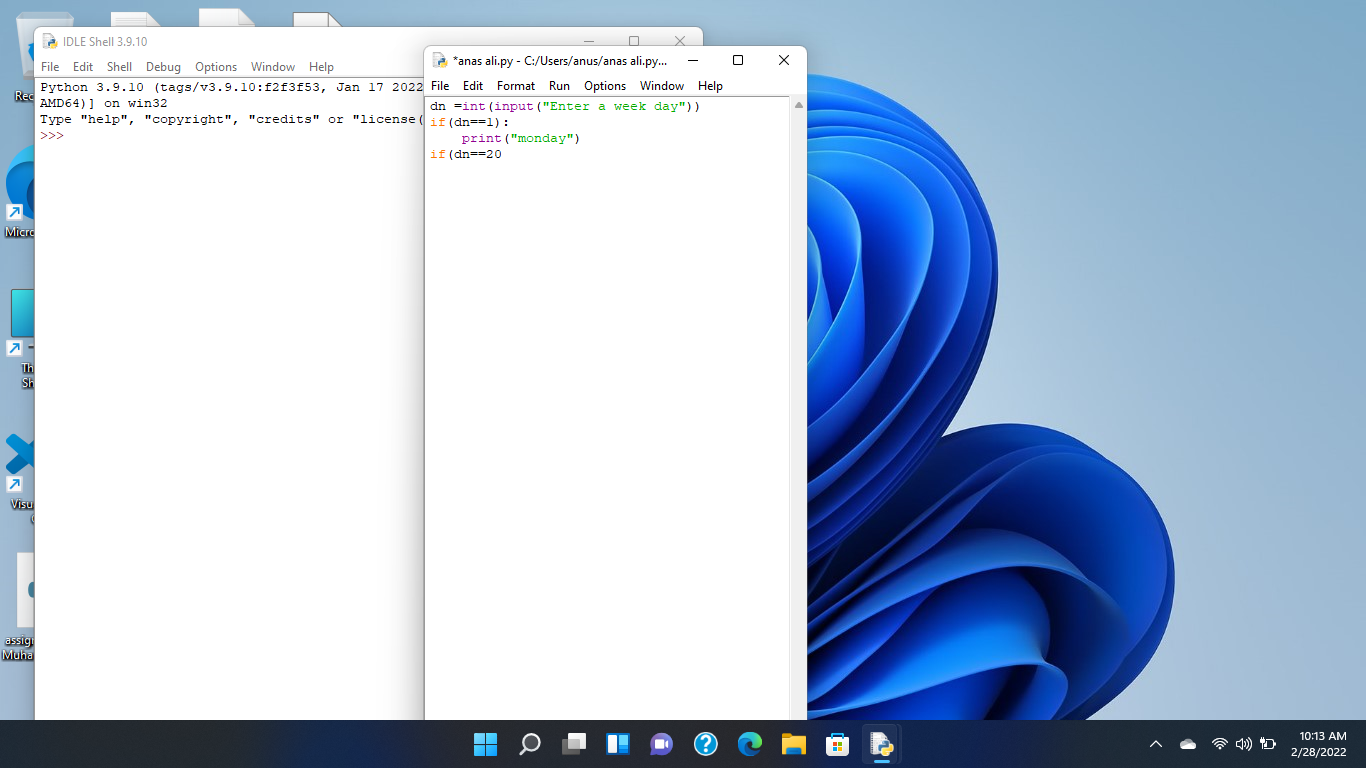 IDLE Shell 3.9.10
File Edit Shell Debug Options Window Help
Python 3.9.10 (tags/v3.9.10:f2f3f53, Jan 17 2022
AMD64)] on win32
Type "help", "copyright", "credits" or "license(
>>>
*anas ali.py - C:/Users/anus/anas ali.py...
File Edit Format Run Options Window Help
dn =int(input("Enter a week day"))
if(dn==1):
    print("monday")
if(dn==20
Rec
Micro
Th
Sh
Visu
assig
Muha
10:13 AM
2/28/2022